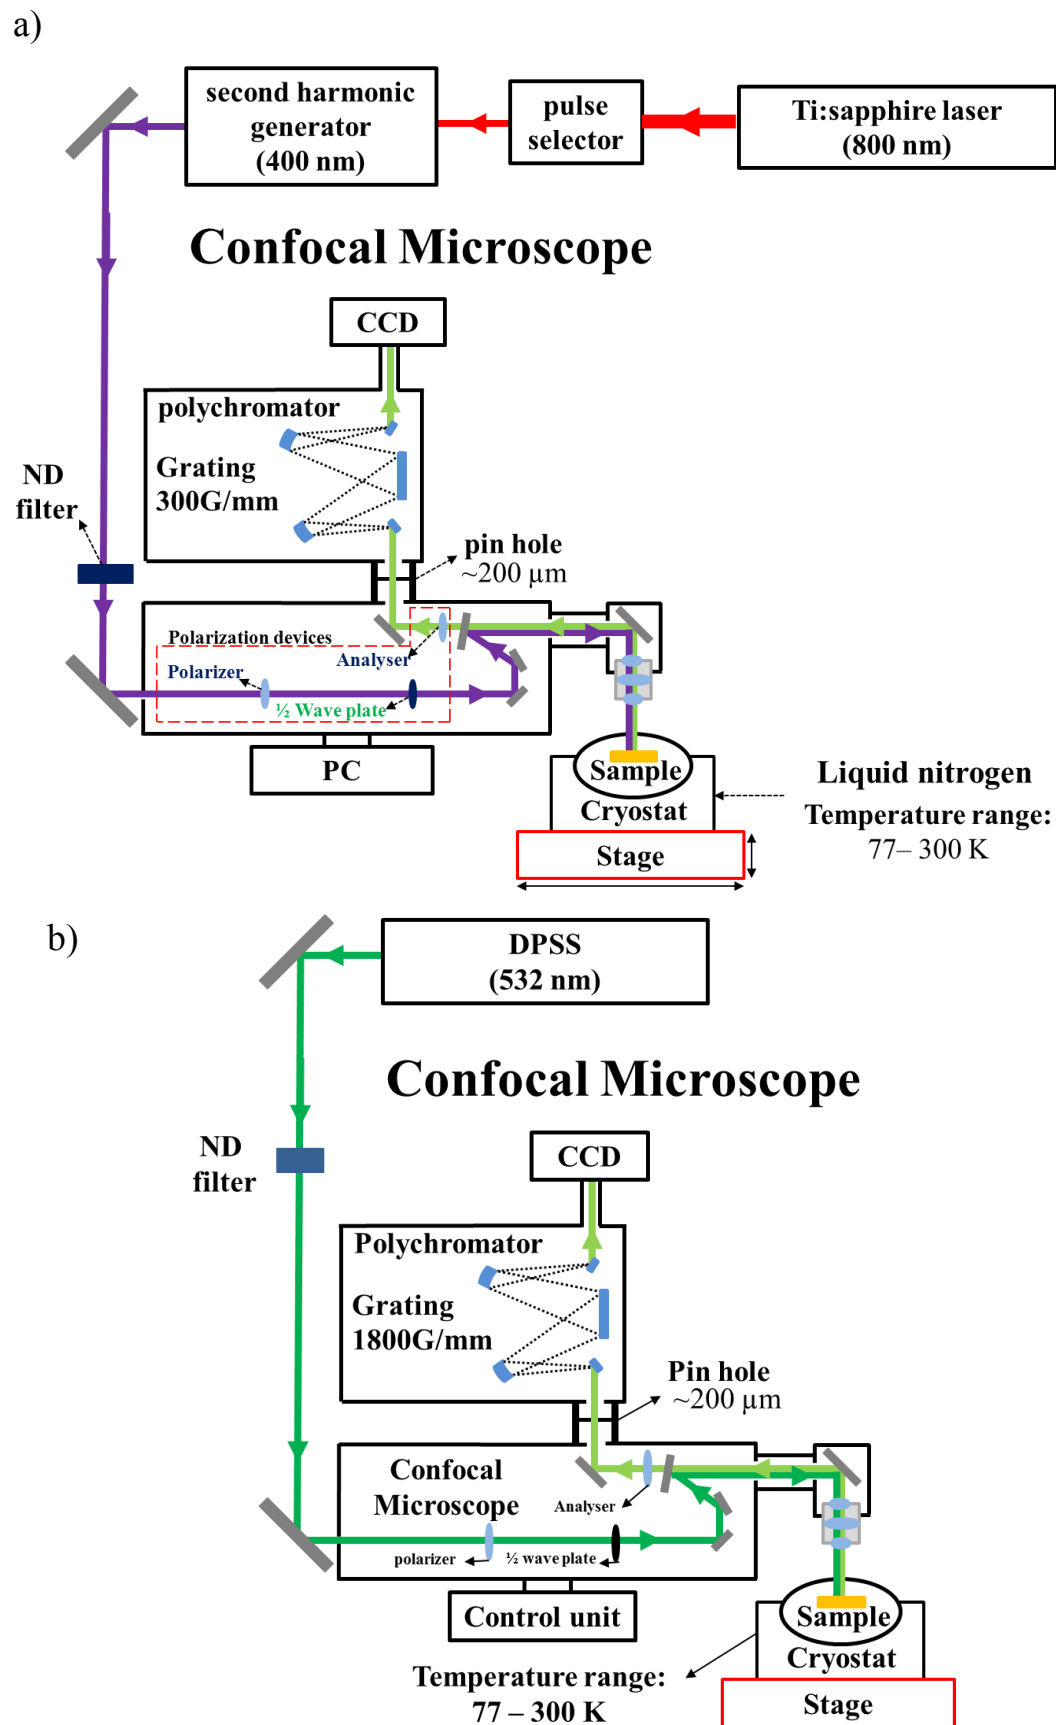 a)
second harmonic
generator
(400 nm)
pulse
selector
Ti:sapphire laser
(800 nm)
Confocal Microscope
CCD
polychromator
Grating
300G/mm
ND
filter
pin hole
~200 µm
Polarization devices
Analyser
Polarizer
½ Wave plate
PC
Sample
Cryostat
Stage
Liquid nitrogen
Temperature range:
77– 300 K
b)
DPSS
(532 nm)
Confocal Microscope
ND
filter
CCD
Polychromator
Grating
1800G/mm
Pin hole
~200 µm
Confocal
Microscope
Analyser
polarizer
½ wave plate
Control unit
Sample
Cryostat
Temperature range:
77 – 300 K
Stage